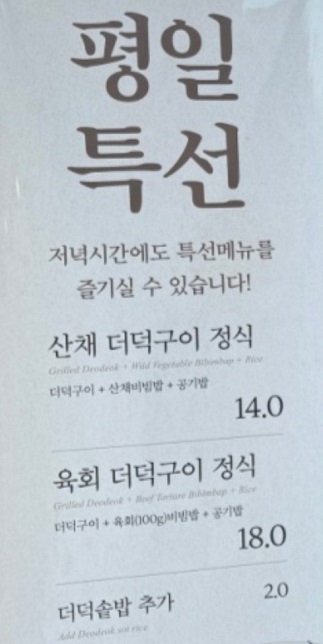 평일
특선
저녁시간에도 특선메뉴를
즐기실 수 있습니다!
산채 더덕구이 정식
Grilled Deodeok + Wild Vegetable Bibimbap + Rice
더덕구이 + 산채비빔밥 + 공기밥
14.0
육회 더덕구이 정식
Grilled Deodeok + Beef Tartare Bibimbap + Rice
더덕구이 + 육회(100g)비빔밥 + 공기밥
18.0
더덕솥밥 추가 2.0
Add Deodeok sot rice